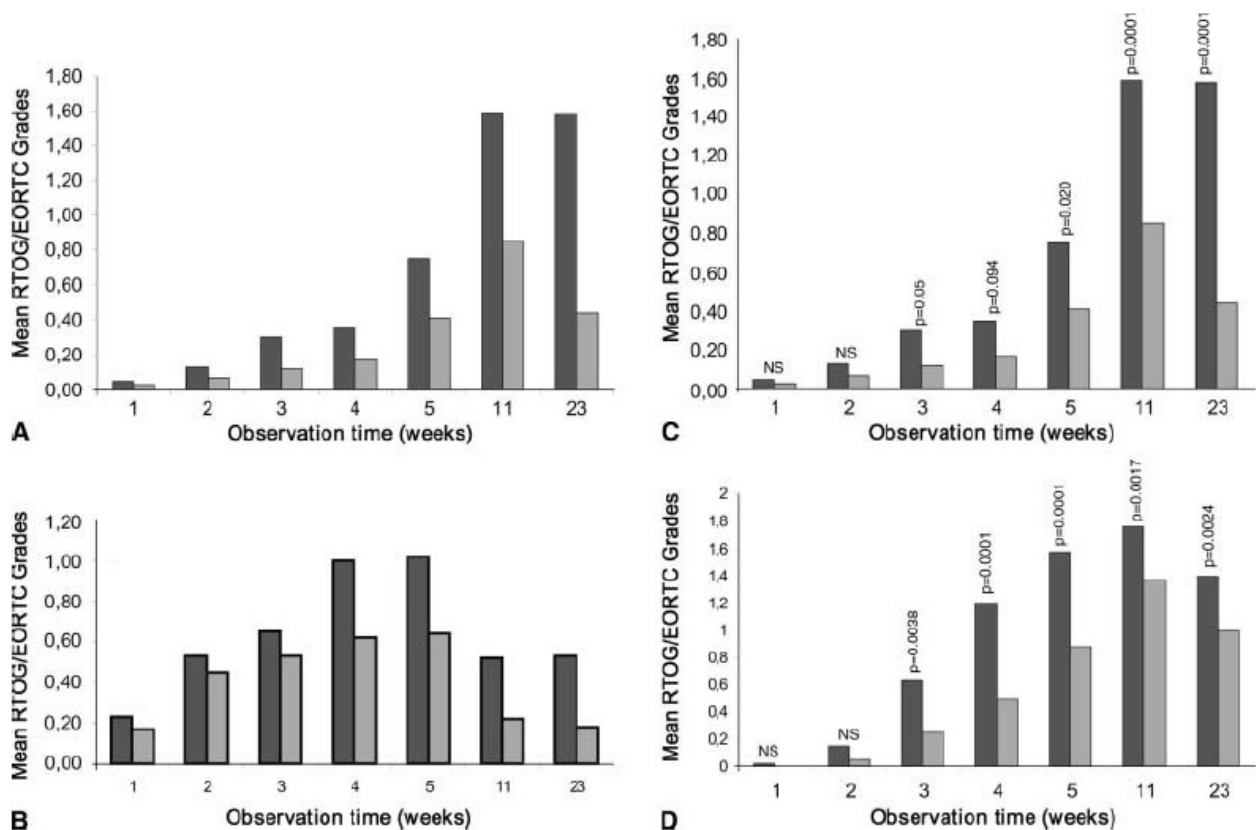 Mean RTOG/EORTC Grades
1,80
1,60
1,40
1,20
1,00
0,80
0,60
0,40
0,20
0,00
1 2 3 4 5 11 23
A Observation time (weeks)
Mean RTOG/EORTC Grades
1,20
1,00
0,80
0,60
0,40
0,20
0,00
1 2 3 4 5 11 23
B Observation time (weeks)
Mean RTOG/EORTC Grades
1,80
1,60
1,40
1,20
1,00
0,80
0,60
0,40
0,20
0,00
NS
NS
p=0.05
p=0.094
p=0.020
p=0.0001
p=0.0001
1 2 3 4 5 11 23
C Observation time (weeks)
Mean RTOG/EORTC Grades
2
1,8
1,6
1,4
1,2
1
0,8
0,6
0,4
0,2
0
NS
NS
p=0.0038
p=0.0001
p=0.0001
p=0.0017
p=0.0024
1 2 3 4 5 11 23
D Observation time (weeks)